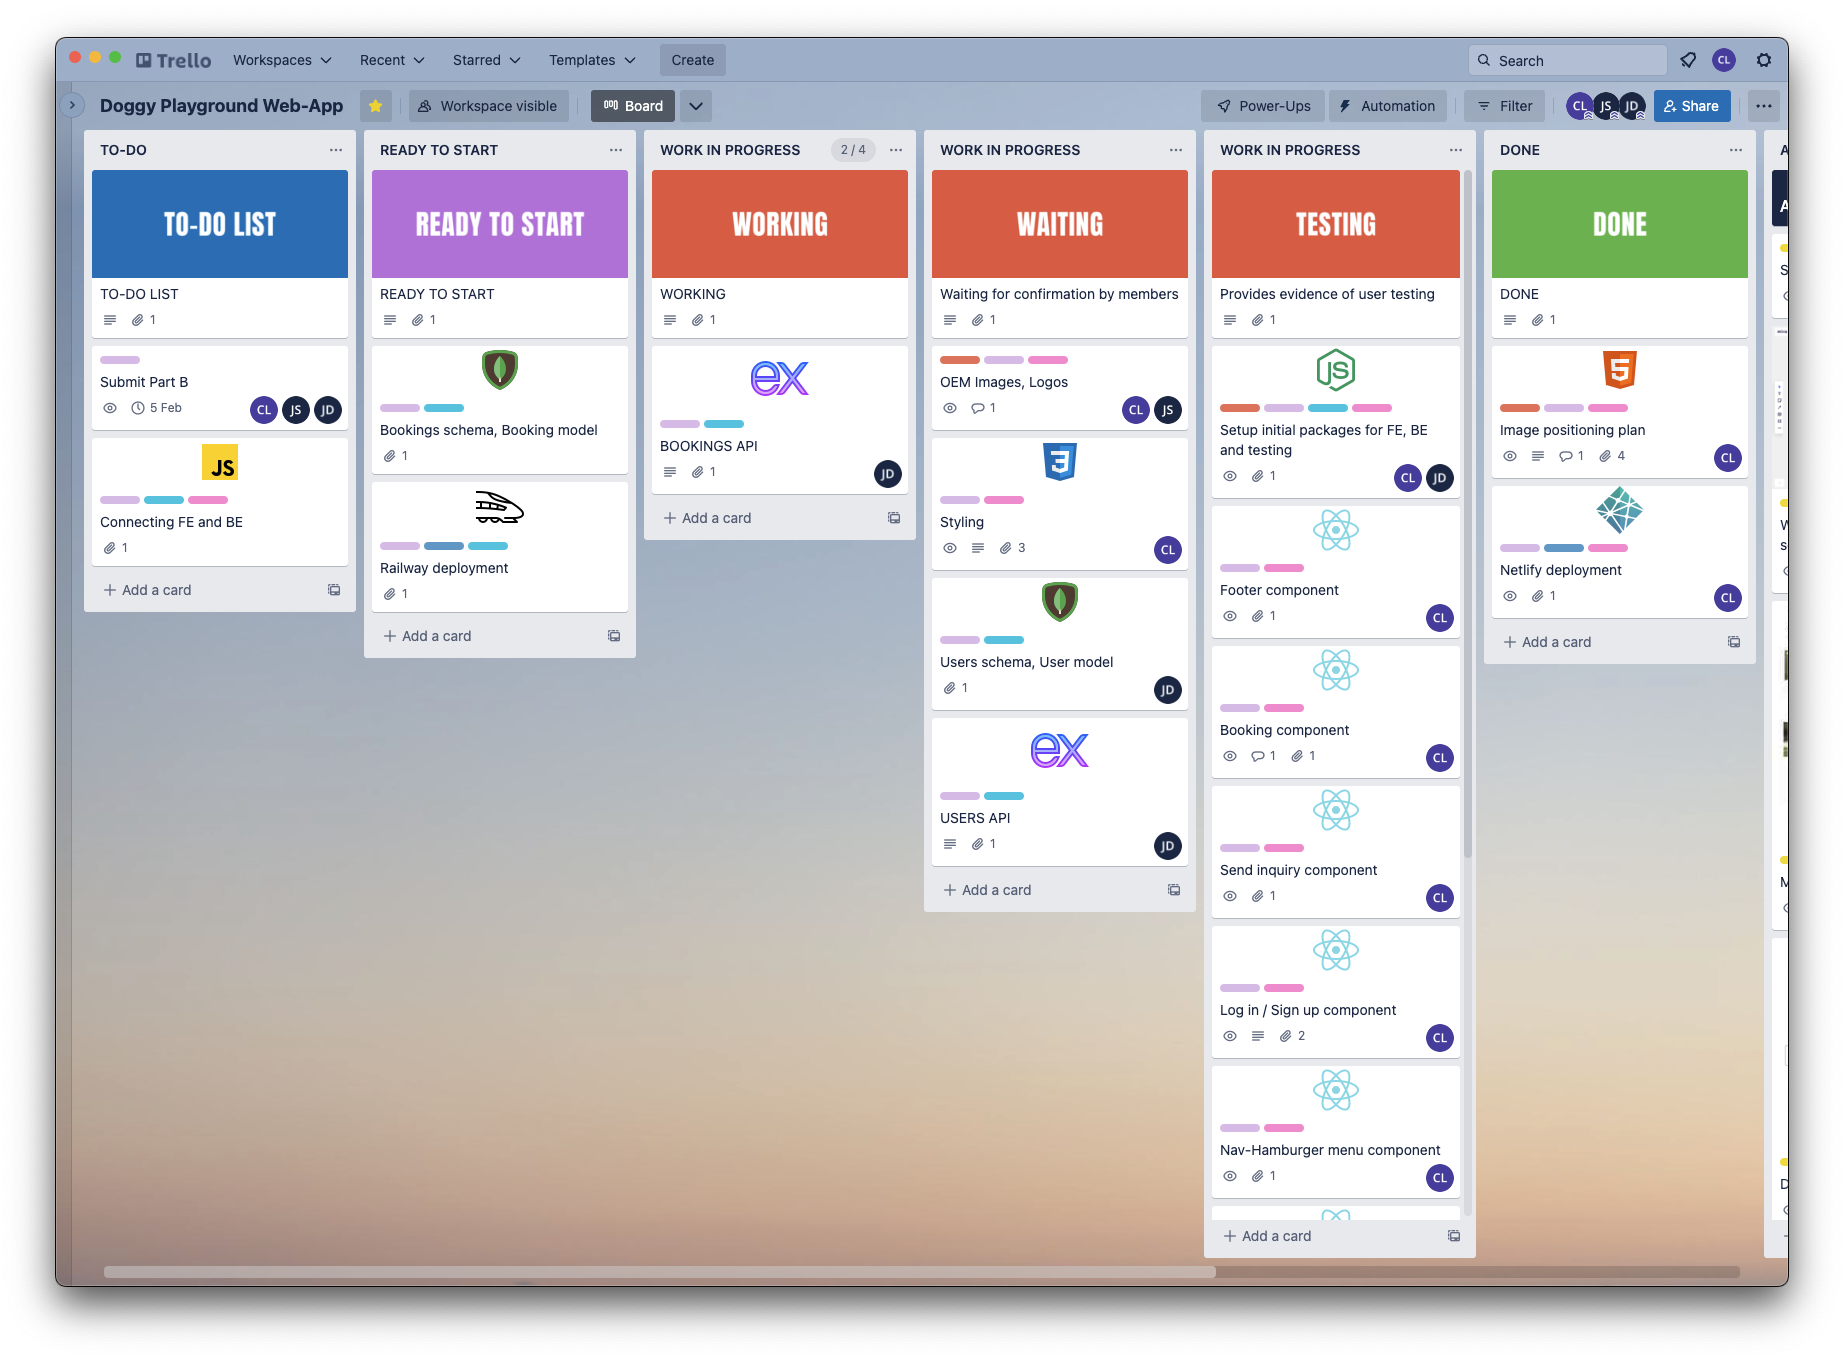 Trello
Workspaces
Recent
Starred
Templates
Create
Search
CL
Doggy Playground Web-App
Workspace visible
Board
Power-Ups
Automation
Filter
CL
JS
JD
Share
TO-DO
TO-DO LIST
TO-DO LIST
1
Submit Part B
5 Feb
CL
JS
JD
JS
Connecting FE and BE
1
Add a card
READY TO START
READY TO START
READY TO START
1
Bookings schema, Booking model
1
Railway deployment
1
Add a card
WORK IN PROGRESS
2 / 4
WORKING
WORKING
1
ex
BOOKINGS API
1
JD
Add a card
WORK IN PROGRESS
WAITING
Waiting for confirmation by members
1
OEM Images, Logos
1
CL
JS
3
Styling
3
CL
Users schema, User model
1
JD
ex
USERS API
1
JD
Add a card
WORK IN PROGRESS
TESTING
Provides evidence of user testing
1
JS
Setup initial packages for FE, BE
and testing
1
CL
JD
Footer component
1
CL
Booking component
1
1
CL
Send inquiry component
1
CL
Log in / Sign up component
2
CL
Nav-Hamburger menu component
1
CL
Add a card
DONE
DONE
DONE
1
5
Image positioning plan
1
4
CL
Netlify deployment
1
CL
Add a card